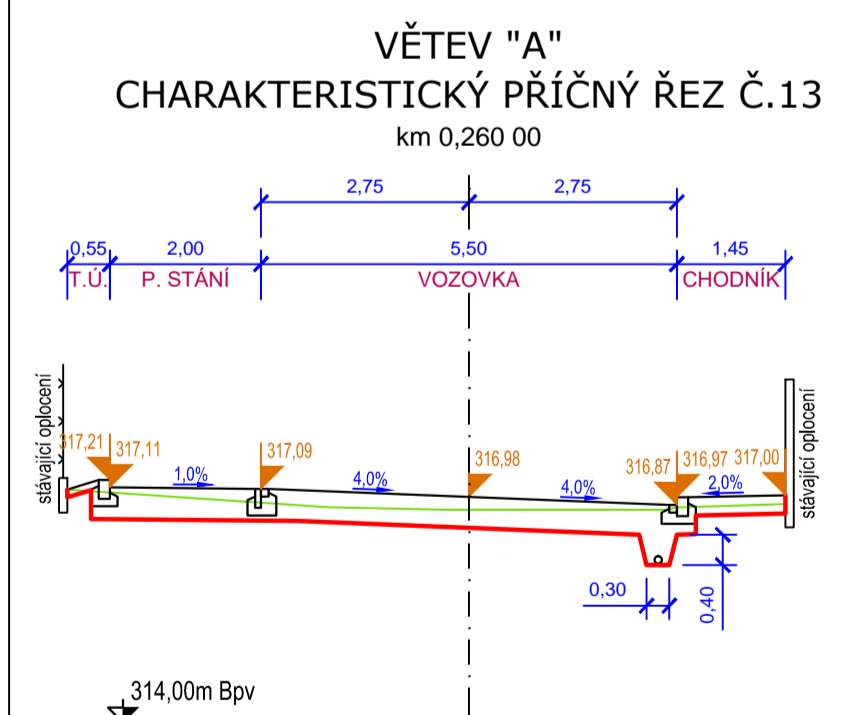 VĚTEV "A"
CHARAKTERISTICKÝ PŘÍČNÝ ŘEZ Č.13
km 0,260 00
2,75 2,75
0,55 2,00 5,50 1,45
T.Ú. P. STÁNÍ VOZOVKA CHODNÍK
stávající oplocení
317,21 317,11 317,09 316,98 316,87 316,97 317,00
1,0% 4,0% 4,0% 2,0%
stávající oplocení
0,30
0,40
314,00m Bpv